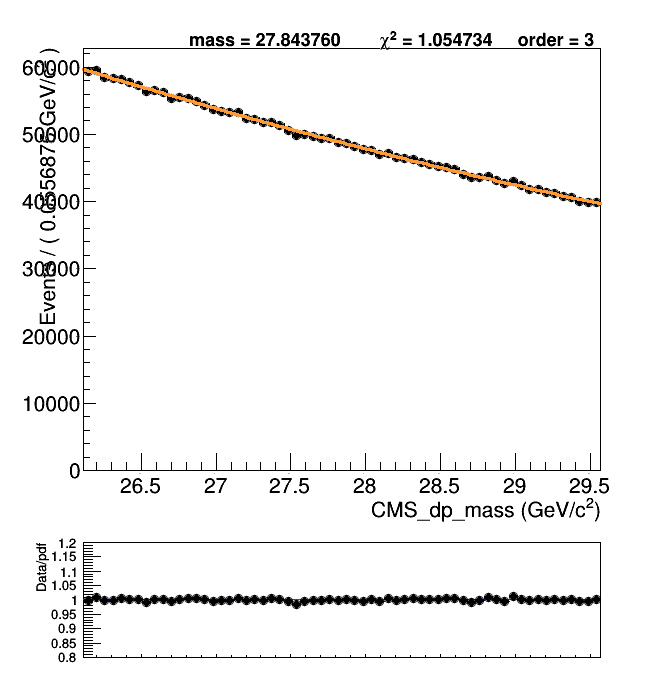 mass = 27.843760 χ² = 1.054734 order = 3
60000
50000
40000
30000
20000
10000
0
Events / (
GeV/c
26.5 27 27.5 28 28.5 29 29.5
CMS_dp_mass (GeV/c²)
Data/pdf
1.2
1.15
1.1
1.05
1
0.95
0.9
0.85
0.8